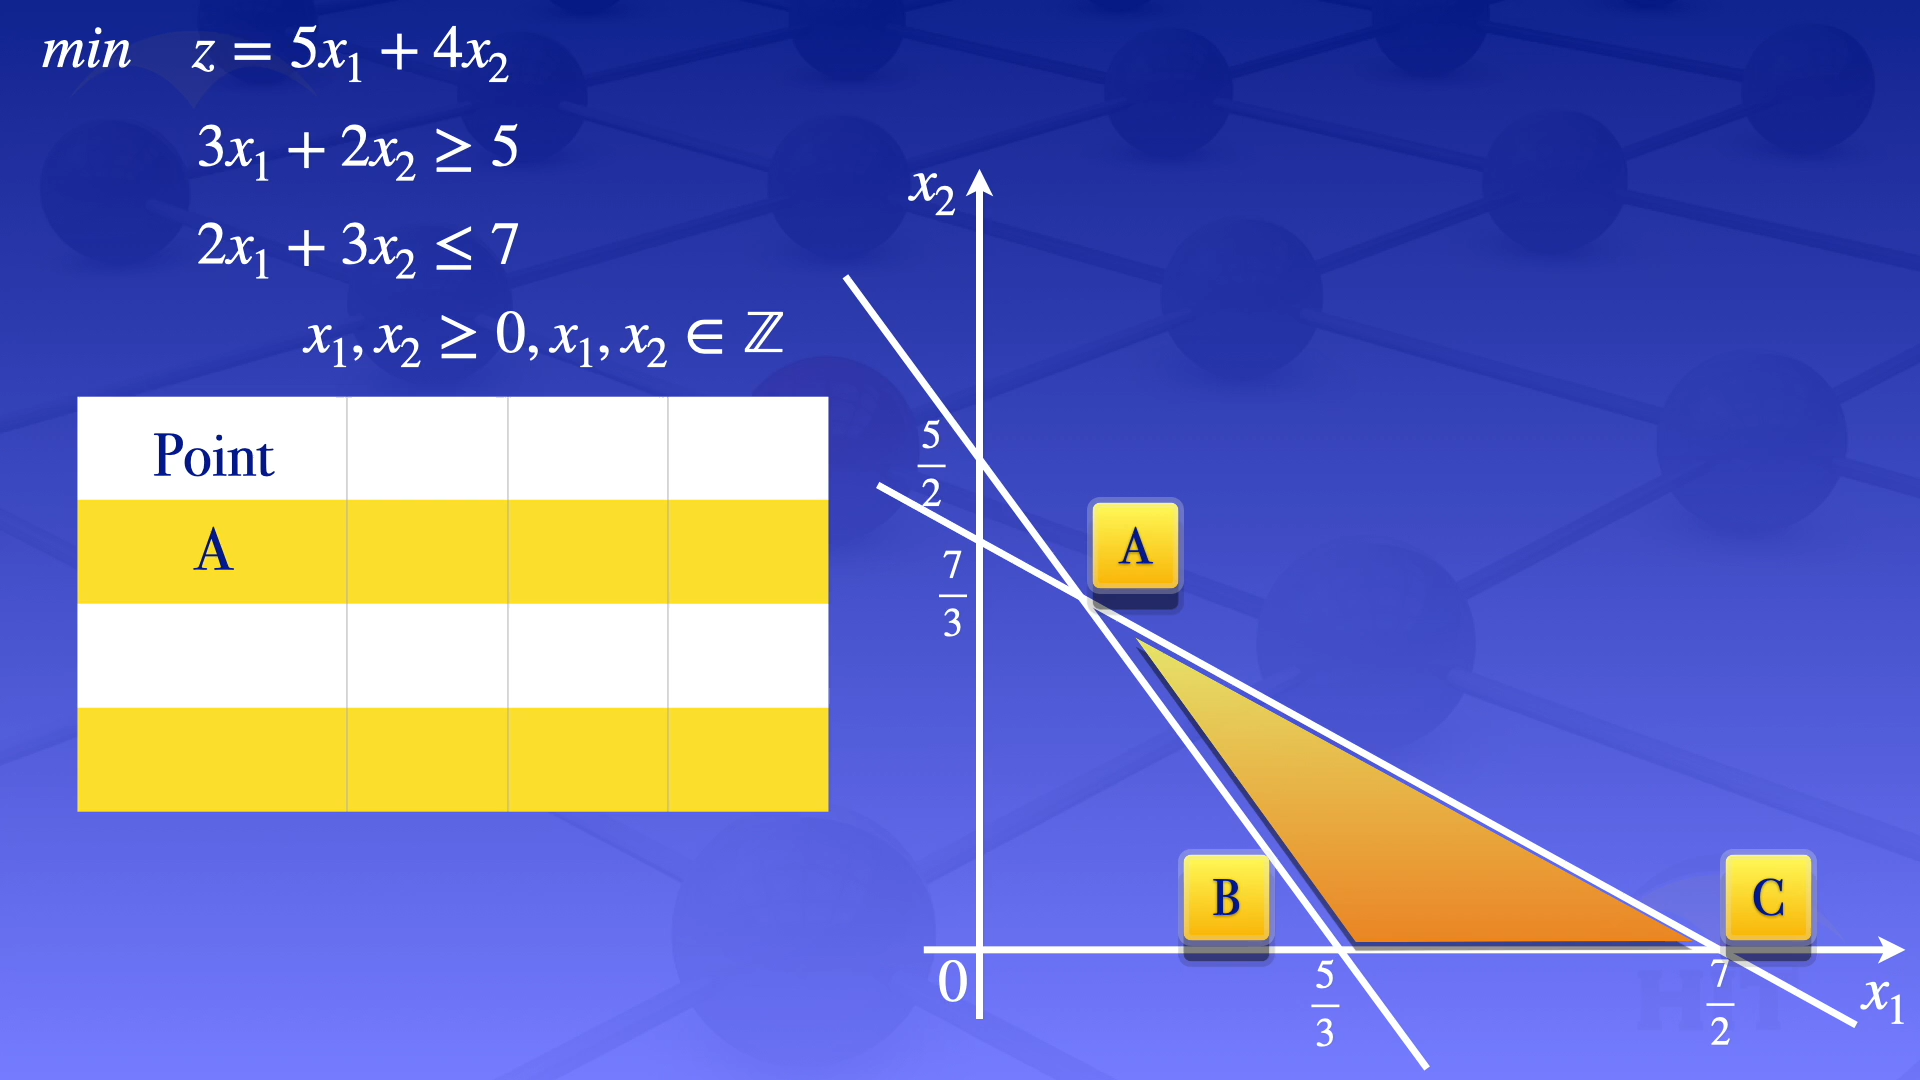 min z = 5x₁ + 4x₂
3x₁ + 2x₂ ≥ 5
2x₁ + 3x₂ ≤ 7
x₁, x₂ ≥ 0, x₁, x₂ ∈ ℤ
Point
A
x₂
5/2
7/3
A
B
C
0
5/3
7/2
x₁